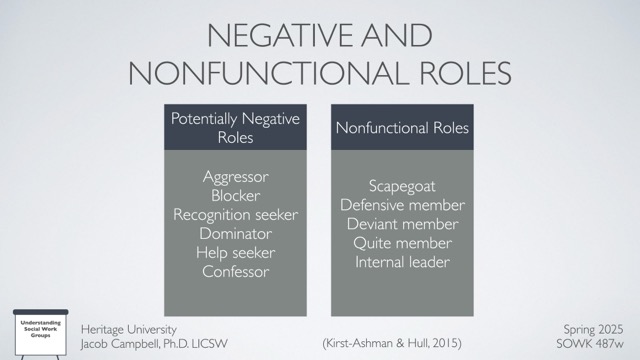 NEGATIVE AND
NONFUNCTIONAL ROLES
Potentially Negative
Roles
Aggressor
Blocker
Recognition seeker
Dominator
Help seeker
Confessor
Nonfunctional Roles
Scapegoat
Defensive member
Deviant member
Quite member
Internal leader
Understanding
Social Work
Groups
Heritage University
Jacob Campbell, Ph.D. LICSW
(Kirst-Ashman & Hull, 2015)
Spring 2025
SOWK 487w